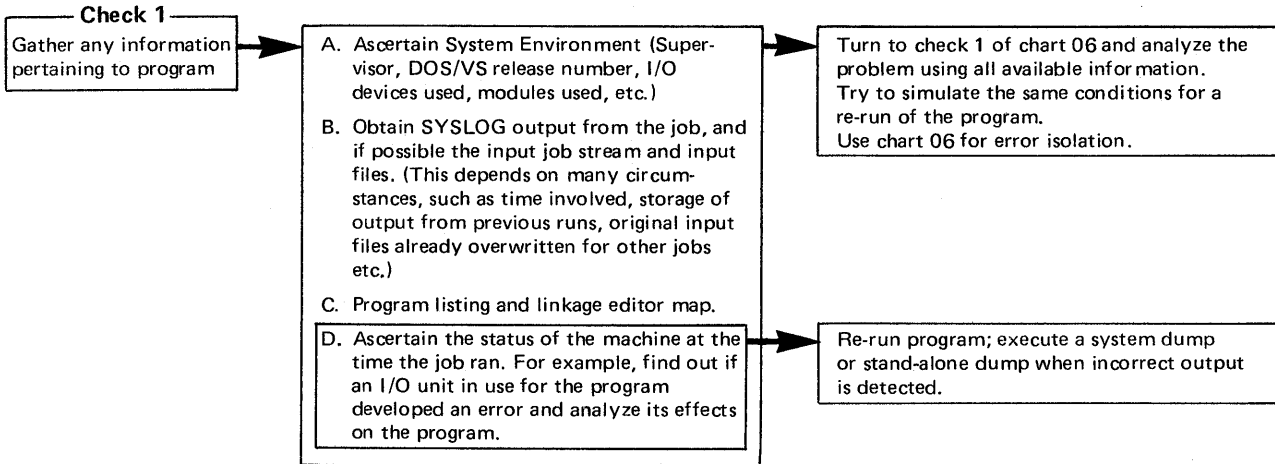 Check 1
Gather any information
pertaining to program
A. Ascertain System Environment (Super-
visor, DOS/VS release number, I/O
devices used, modules used, etc.)
B. Obtain SYSLOG output from the job, and
if possible the input job stream and input
files. (This depends on many circum-
stances, such as time involved, storage of
output from previous runs, original input
files already overwritten for other jobs
etc.)
C. Program listing and linkage editor map.
D. Ascertain the status of the machine at the
time the job ran. For example, find out if
an I/O unit in use for the program
developed an error and analyze its effects
on the program.
Turn to check 1 of chart 06 and analyze the
problem using all available information.
Try to simulate the same conditions for a
re-run of the program.
Use chart 06 for error isolation.
Re-run program; execute a system dump
or stand-alone dump when incorrect output
is detected.